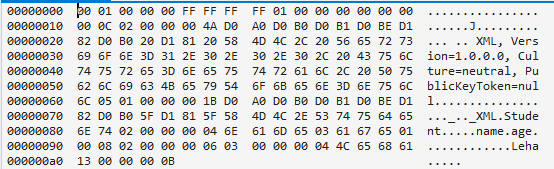 00000000 00 01 00 00 00 FF FF FF FF 01 00 00 00 00 00 00 ................
00000010 00 0C 02 00 00 00 4A D0 A0 D0 B0 D0 B1 D0 BE D1 ......J.........
00000020 82 D0 B0 20 D1 81 20 58 4D 4C 2C 20 56 65 72 73 ... .. XML, Vers
00000030 69 6F 6E 3D 31 2E 30 2E 30 2E 30 2C 20 43 75 6C ion=1.0.0.0, Cul
00000040 74 75 72 65 3D 6E 65 75 74 72 61 6C 2C 20 50 75 ture=neutral, Pu
00000050 62 6C 69 63 4B 65 79 54 6F 6B 65 6E 3D 6E 75 6C blicKeyToken=nul
00000060 6C 05 01 00 00 00 1B D0 A0 D0 B0 D0 B1 D0 BE D1 l...............
00000070 82 D0 B0 5F D1 81 5F 58 4D 4C 2E 53 74 75 64 65 ..._.._XML.Stude
00000080 6E 74 02 00 00 00 04 6E 61 6D 65 03 61 67 65 01 nt.....name.age.
00000090 00 08 02 00 00 00 06 03 00 00 00 04 4C 65 68 61 ............Leha
000000a0 13 00 00 00 0B .....